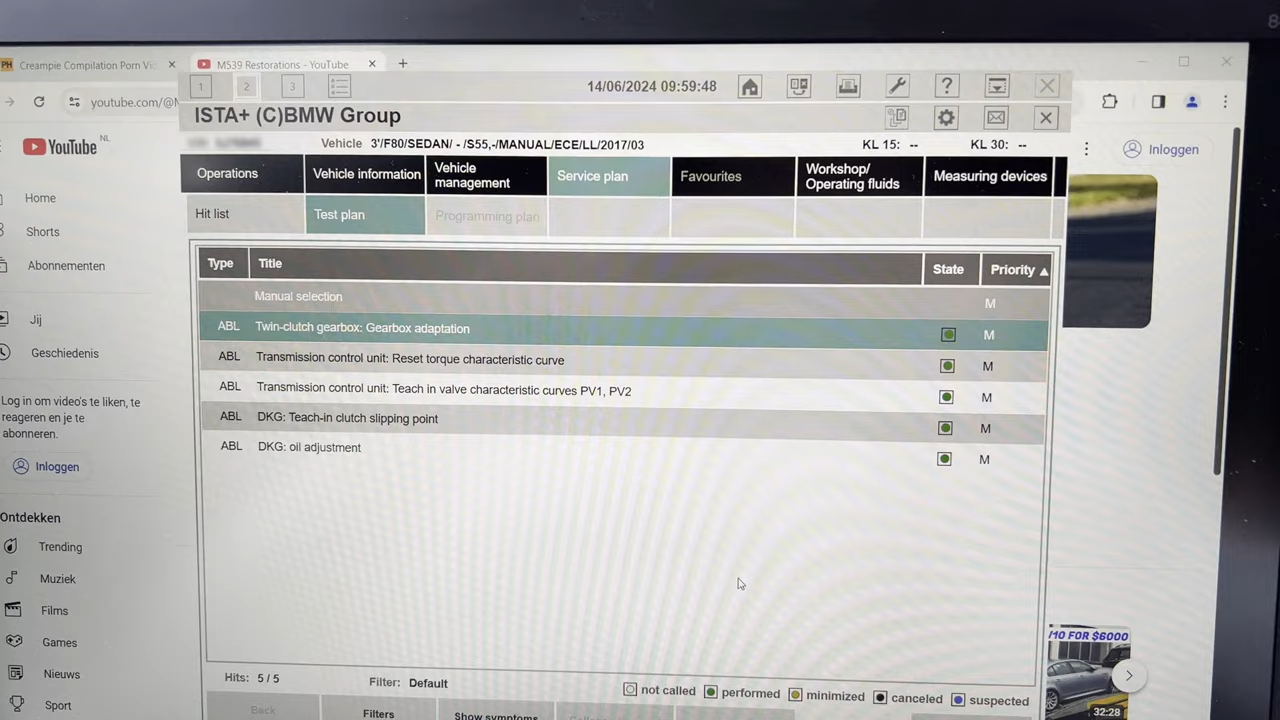 PH Creampie Compilation Porn Vi
M539 Restorations - YouTube
1 2 3
14/06/2024 09:59:48
youtube.com/@M
ISTA+ (C)BMW Group
YouTube NL
Vehicle 3'/F80/SEDAN/ - /S55,-/MANUAL/ECE/LL/2017/03
KL 15: -- KL 30: --
Inloggen
Operations
Vehicle information
Vehicle management
Service plan
Favourites
Workshop/ Operating fluids
Measuring devices
Hit list
Test plan
Programming plan
Home
Shorts
Abonnementen
Jij
Geschiedenis
Log in om video's te liken, te
reageren en je te
abonneren.
Inloggen
Ontdekken
Trending
Muziek
Films
Games
Nieuws
Sport
Type Title State Priority
Manual selection M
ABL Twin-clutch gearbox: Gearbox adaptation M
ABL Transmission control unit: Reset torque characteristic curve M
ABL Transmission control unit: Teach in valve characteristic curves PV1, PV2 M
ABL DKG: Teach-in clutch slipping point M
ABL DKG: oil adjustment M
Hits: 5 / 5 Filter: Default
not called performed minimized canceled suspected
Back
Filters
Show symptoms
/10 FOR $6000
32:28